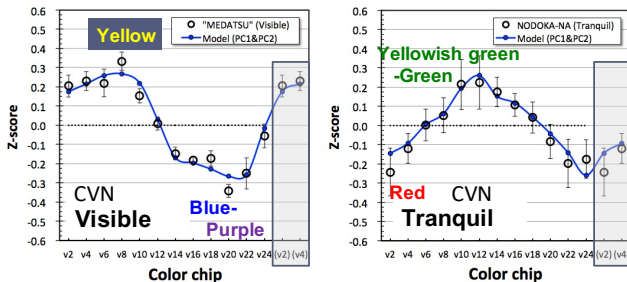 "MEDATSU" (Visible)
Model (PC1&PC2)
Yellow
Z-score
0.6
0.5
0.4
0.3
0.2
0.1
0.0
-0.1
-0.2
-0.3
-0.4
-0.5
-0.6
CVN
Visible
Blue-
Purple
v2 v4 v6 v8 v10 v12 v14 v16 v18 v20 v22 v24 (v2) (v4)
Color chip
NODOKA-NA (Tranquil)
Model (PC1&PC2)
Yellowish green
-Green
Z-score
0.6
0.5
0.4
0.3
0.2
0.1
0.0
-0.1
-0.2
-0.3
-0.4
-0.5
-0.6
Red
CVN
Tranquil
v2 v4 v6 v8 v10 v12 v14 v16 v18 v20 v22 v24 (v2) (v4)
Color chip